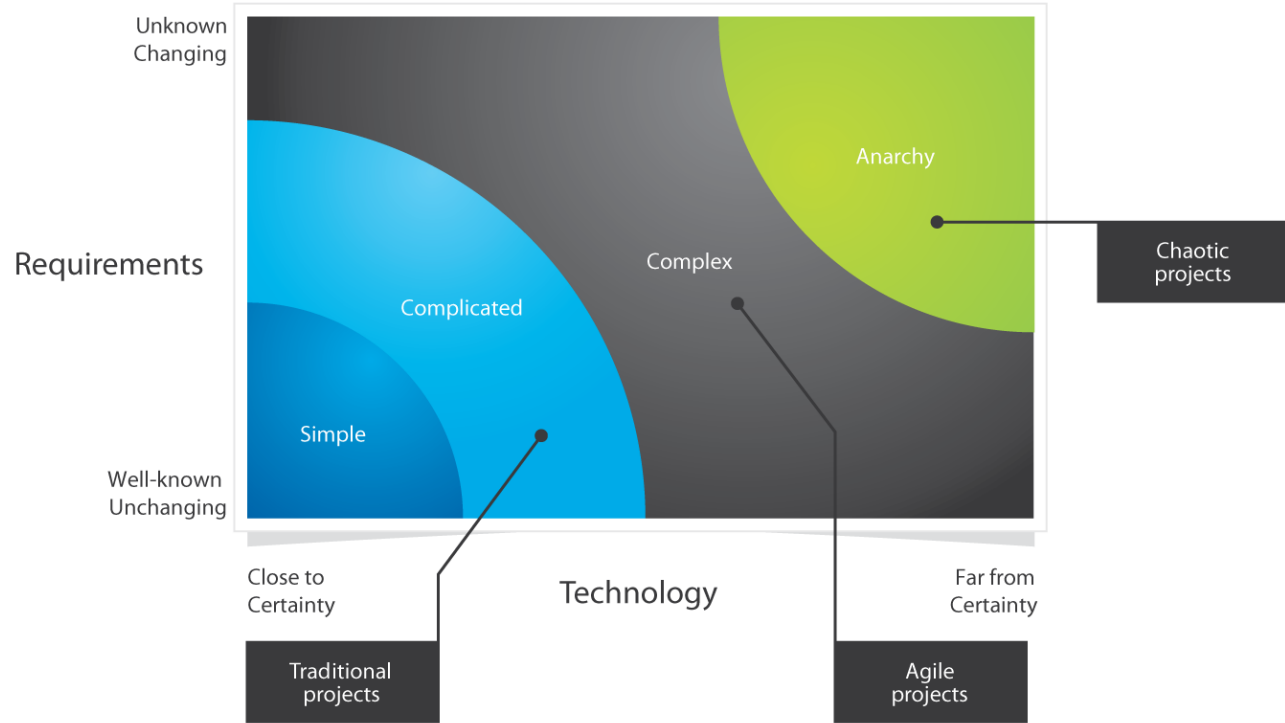 Unknown
Changing
Anarchy
Chaotic
projects
Requirements
Complex
Complicated
Simple
Well-known
Unchanging
Close to
Certainty
Technology
Far from
Certainty
Traditional
projects
Agile
projects